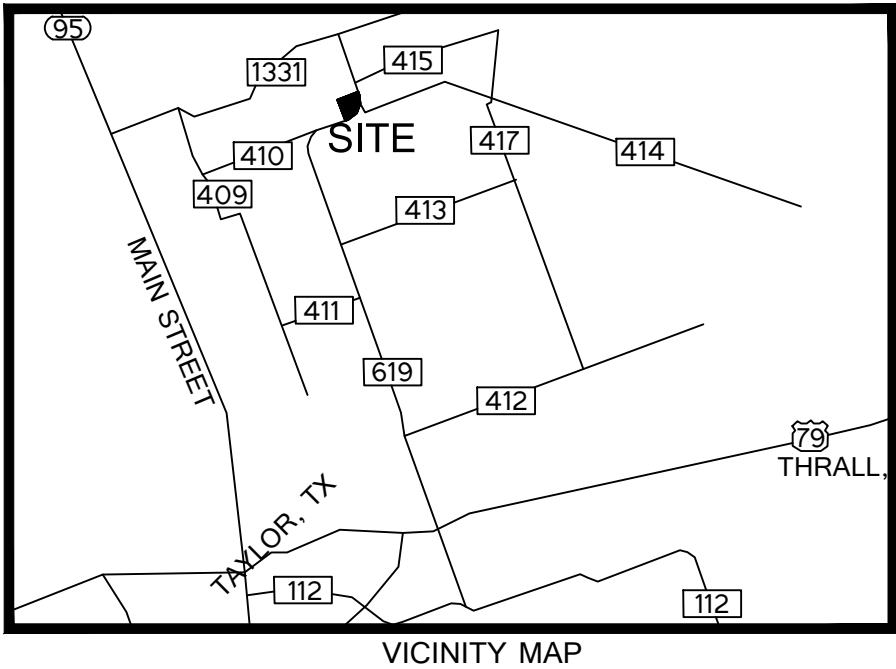 95
415
1331
SITE
410
417
414
409
413
MAIN STREET
411
619
412
79
THRALL,
TAYLOR, TX
112
112
VICINITY MAP